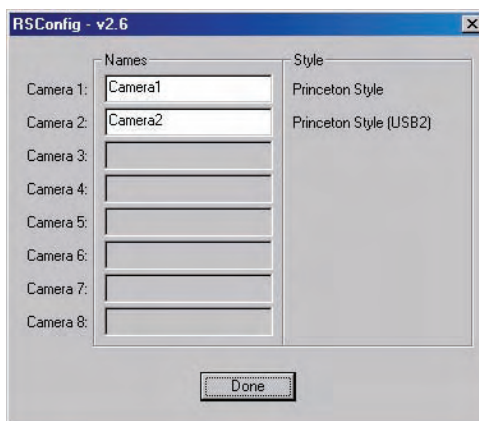 RSConfig - v2.6
Names Style
Camera 1: Camera1 Princeton Style
Camera 2: Camera2 Princeton Style (USB2)
Camera 3:
Camera 4:
Camera 5:
Camera 6:
Camera 7:
Camera 8:
Done